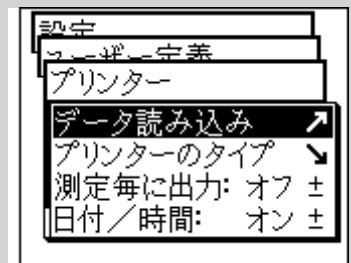 設定
ユーザー定義
プリンター
データ読み込み ↗
プリンターのタイプ ↘
測定毎に出力: オフ ±
日付／時間: オン ±